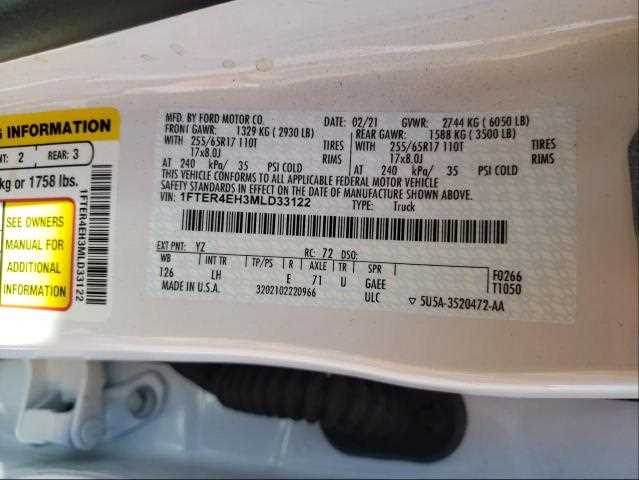 G INFORMATION
NT: 2 REAR: 3
kg or 1758 lbs.
SEE OWNERS
MANUAL FOR
ADDITIONAL
INFORMATION
1FTER4EH3MLD33122
MFD. BY FORD MOTOR CO. 02/21 GVWR: 2744 KG (6050 LB)
FRONT GAWR: 1329 KG (2930 LB) REAR GAWR: 1588 KG (3500 LB)
WITH 255/65R17 110T TIRES WITH 255/65R17 110T TIRES
17x8.0J RIMS 17x8.0J RIMS
AT 240 kPa/ 35 PSI COLD AT 240 kPa/ 35 PSI COLD
THIS VEHICLE CONFORMS TO ALL APPLICABLE FEDERAL MOTOR VEHICLE
SAFETY STANDARDS IN EFFECT ON THE DATE OF MANUFACTURE SHOWN ABOVE.
VIN: 1FTER4EH3MLD33122 TYPE: Truck
EXT PNT: YZ RC: 72 DSO:
WB INT TR TP/PS R AXLE TR SPR F0266
126 LH E 71 U GAEE T1050
MADE IN U.S.A. 3202102220966 ULC ▽ 5U5A-3520472-AA